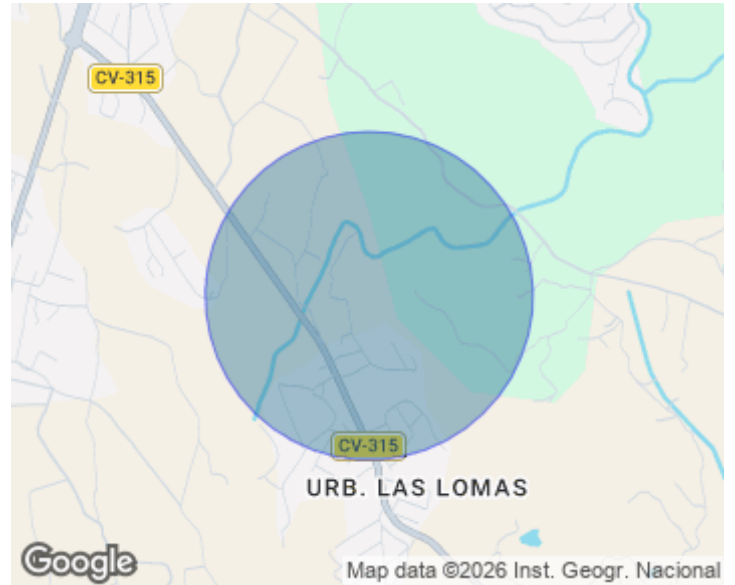 CV-315
CV-315
URB. LAS LOMAS
Google
Map data ©2026 Inst. Geogr. Nacional